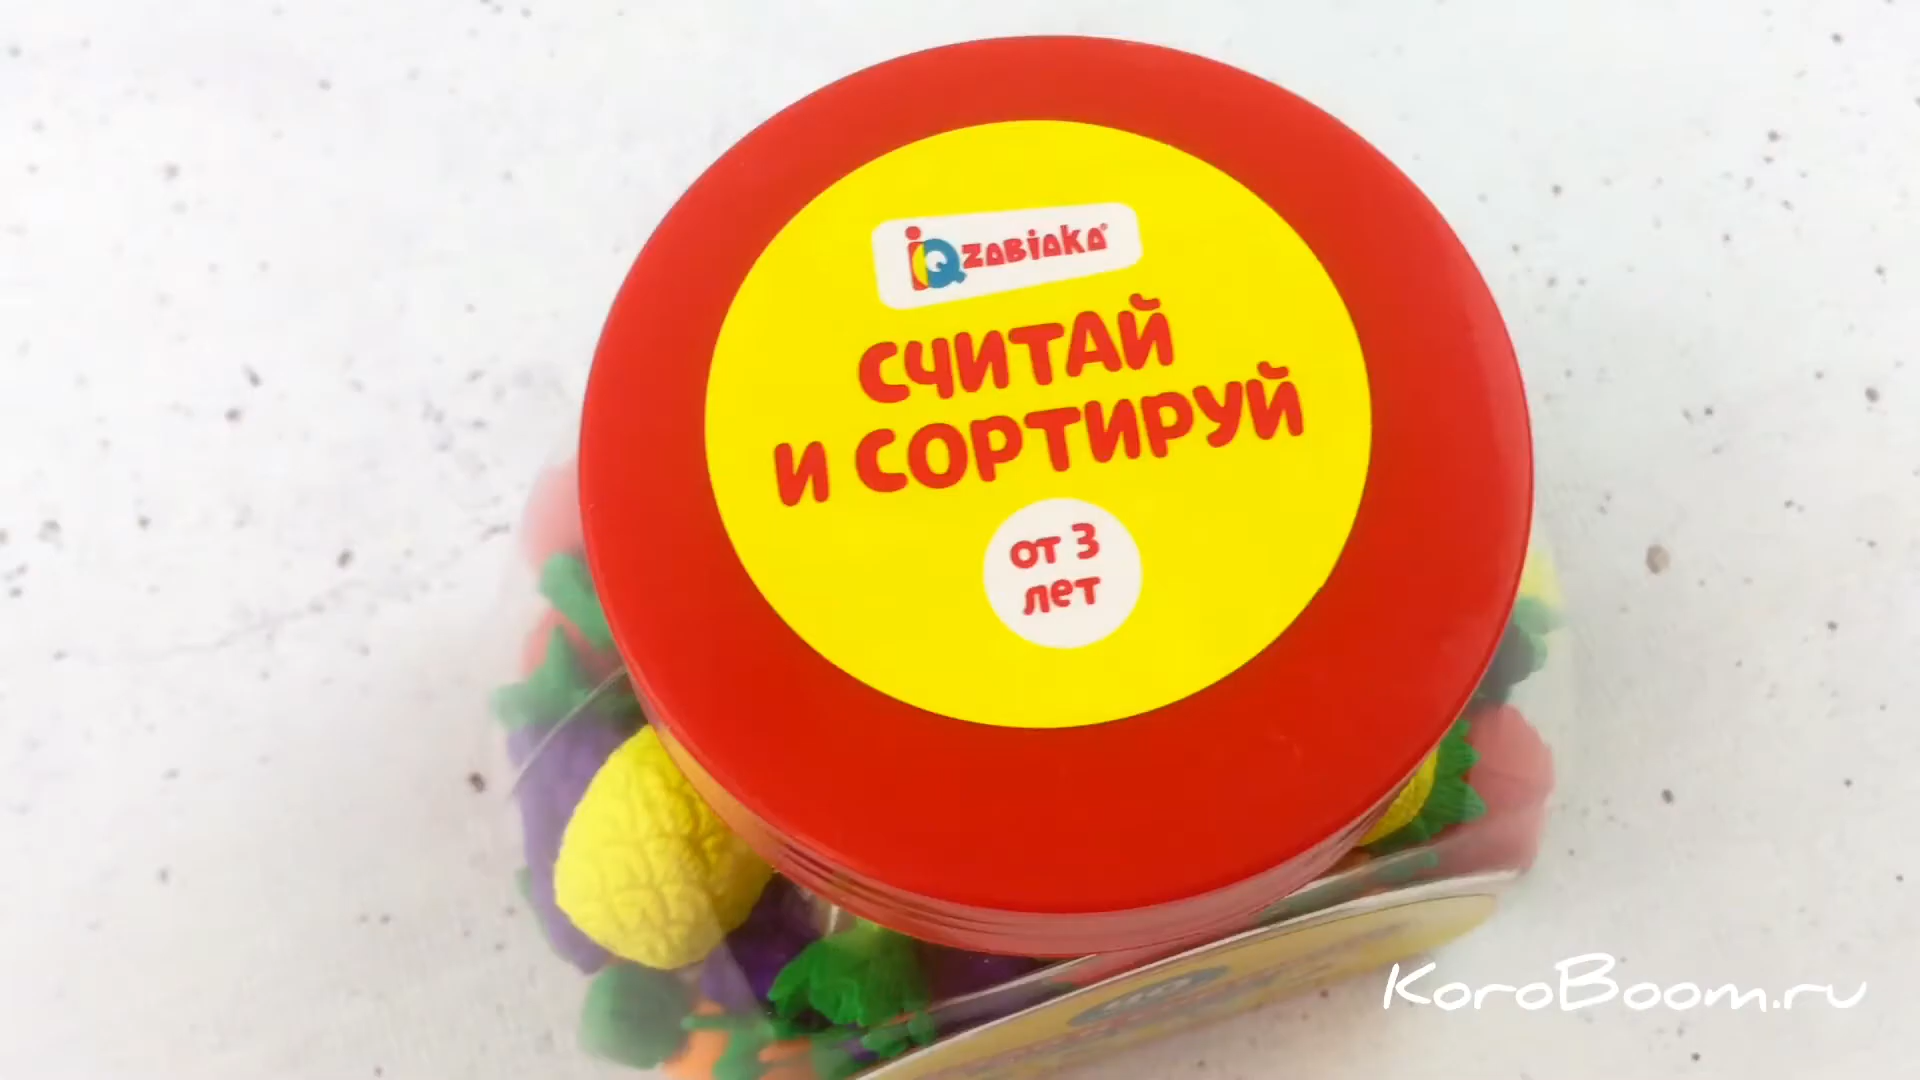 iQ ZABIAKA®
СЧИТАЙ
И СОРТИРУЙ
от 3
лет
KoroBoom.ru